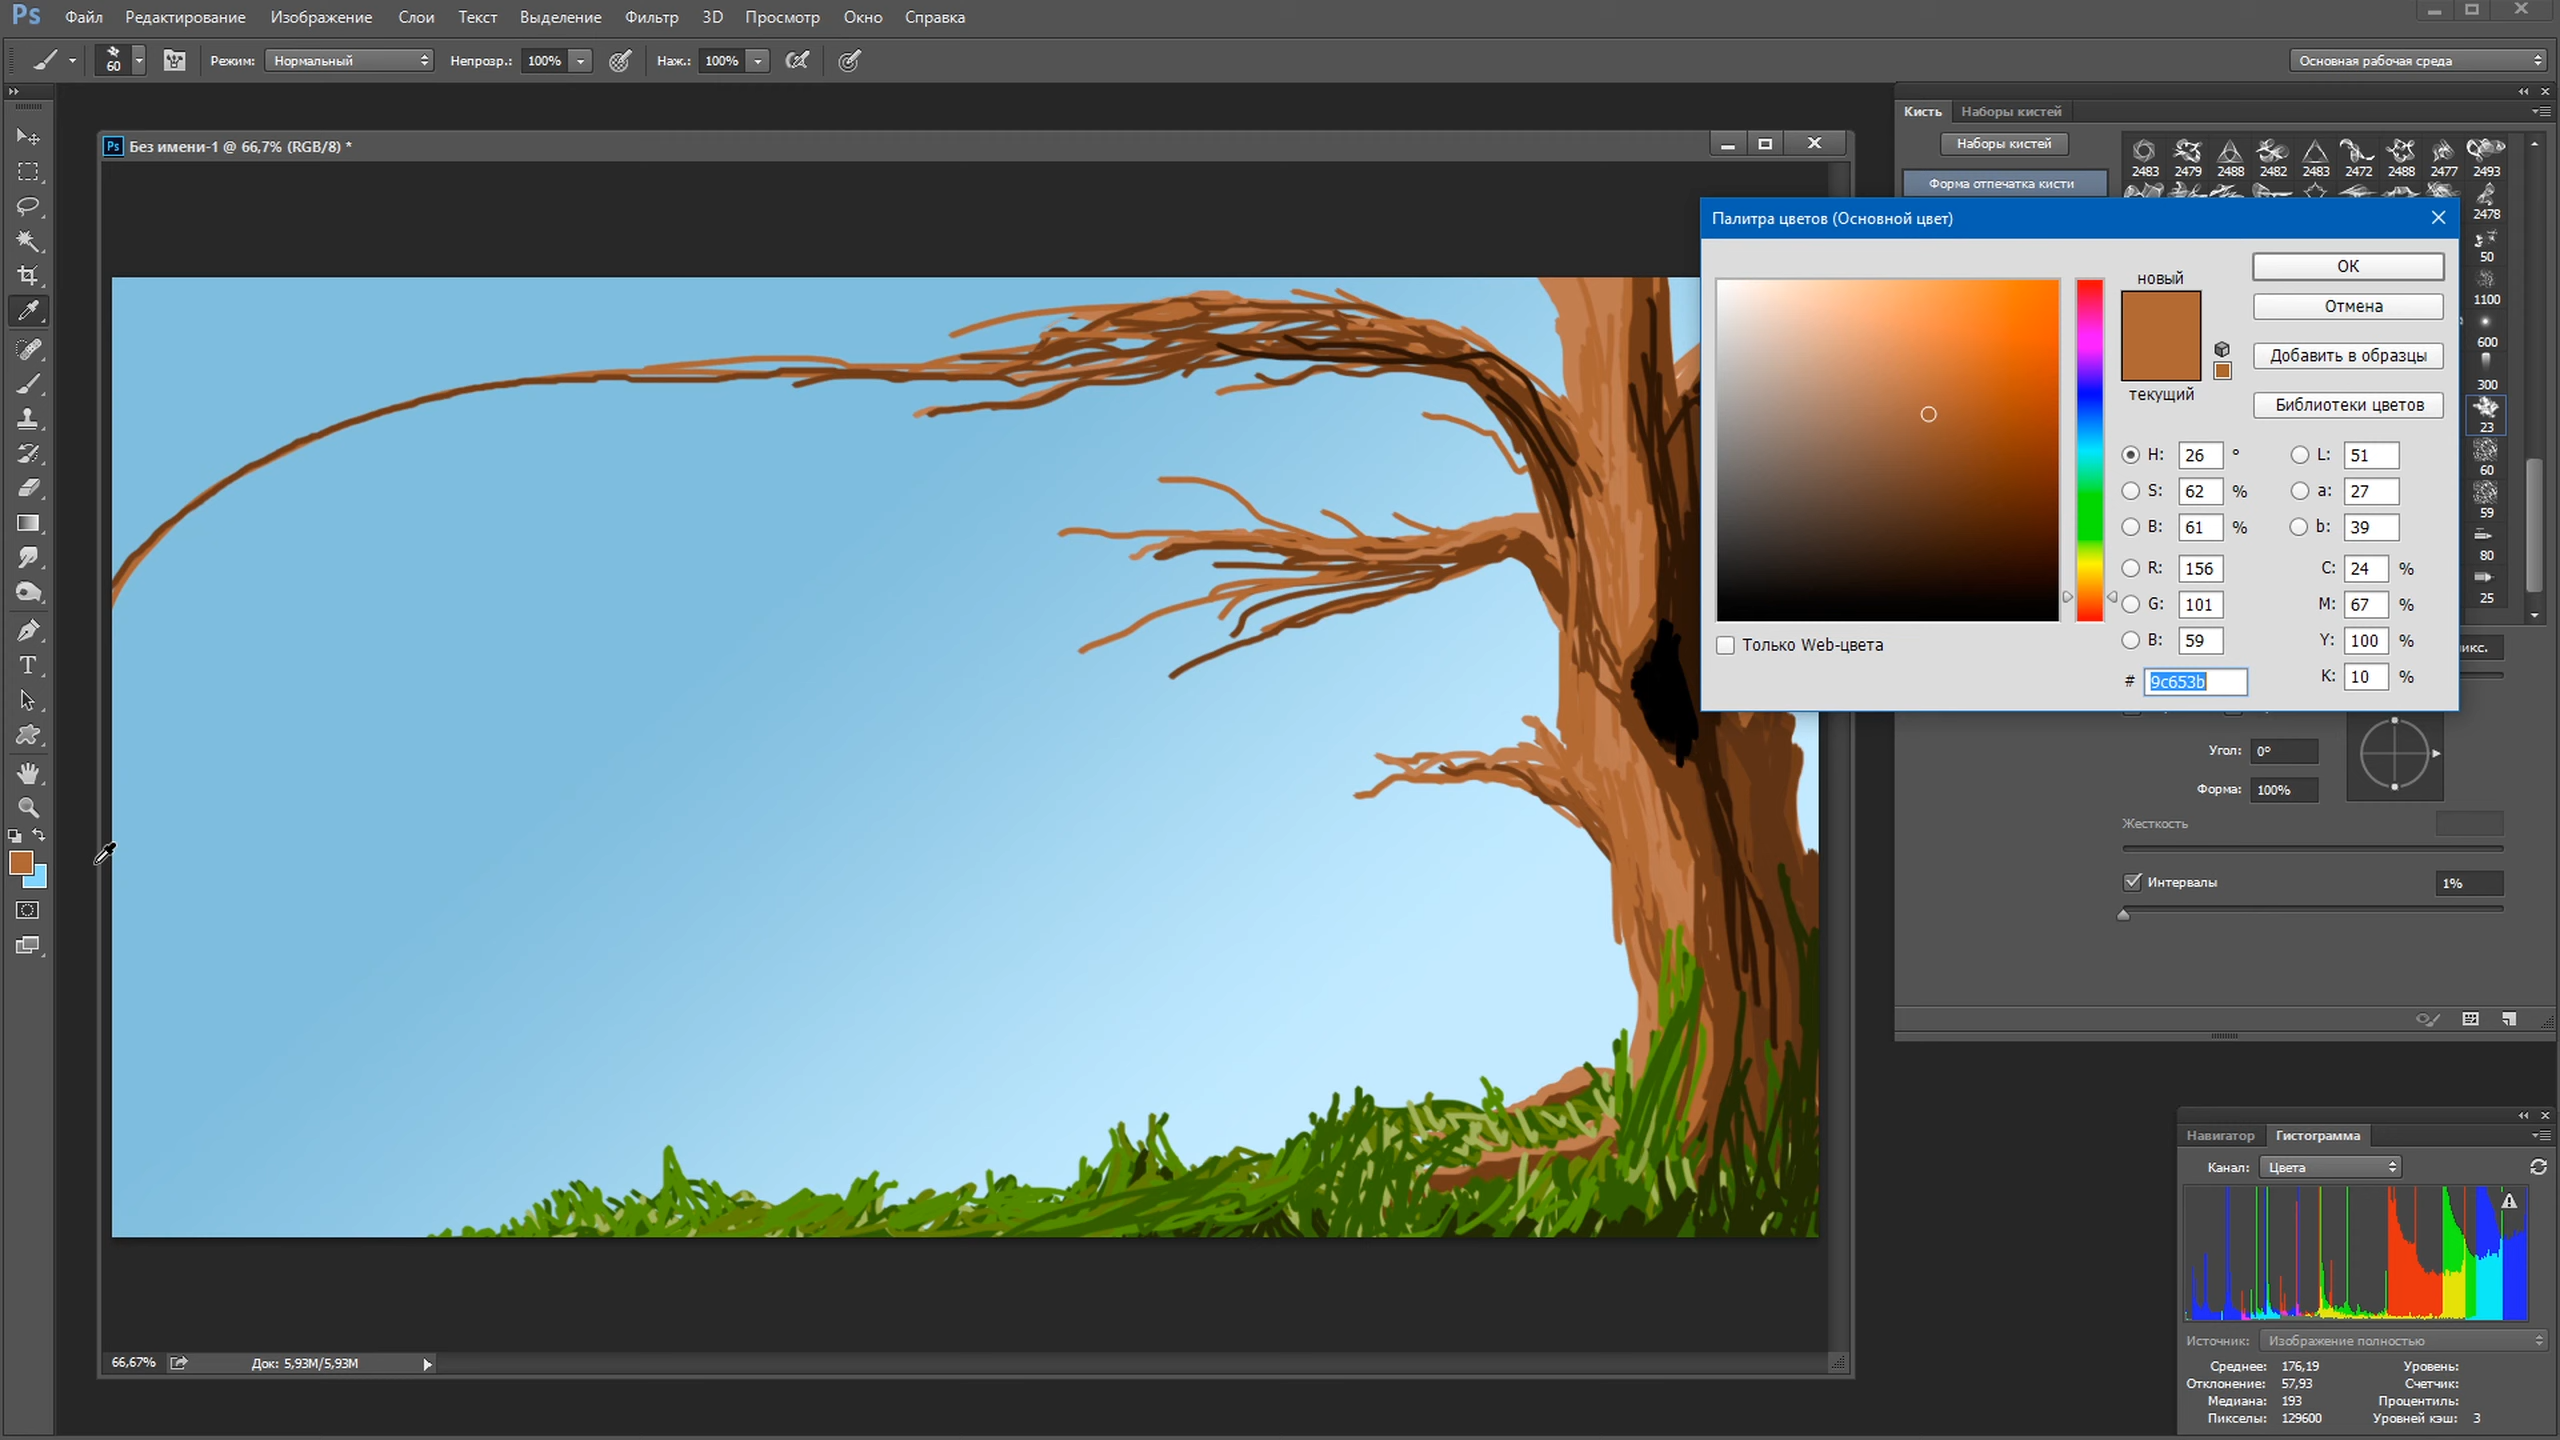 Ps Файл Редактирование Изображение Слои Текст Выделение Фильтр 3D Просмотр Окно Справка
60 Режим: Нормальный Непрозр.: 100% Наж.: 100% Основная рабочая среда
Ps Без имени-1 @ 66,7% (RGB/8) *
Кисть Наборы кистей
Наборы кистей
Форма отпечатка кисти
2483 2479 2488 2482 2483 2472 2488 2477 2493
2478
50
1100
600
300
23
60
59
80
25
Палитра цветов (Основной цвет)
новый
текущий
ОК
Отмена
Добавить в образцы
Библиотеки цветов
H: 26 ° L: 51
S: 62 % a: 27
B: 61 % b: 39
R: 156 C: 24 %
G: 101 M: 67 %
B: 59 Y: 100 %
# 9c653b K: 10 %
Только Web-цвета
Угол: 0°
Форма: 100%
Жесткость
Интервалы 1%
Навигатор Гистограмма
Канал: Цвета
Источник: Изображение полностью
Среднее: 176,19 Уровень:
Отклонение: 57,93 Счетчик:
Медиана: 193 Процентиль:
Пикселы: 129600 Уровней кэш: 3
66,67% Док: 5,93M/5,93M